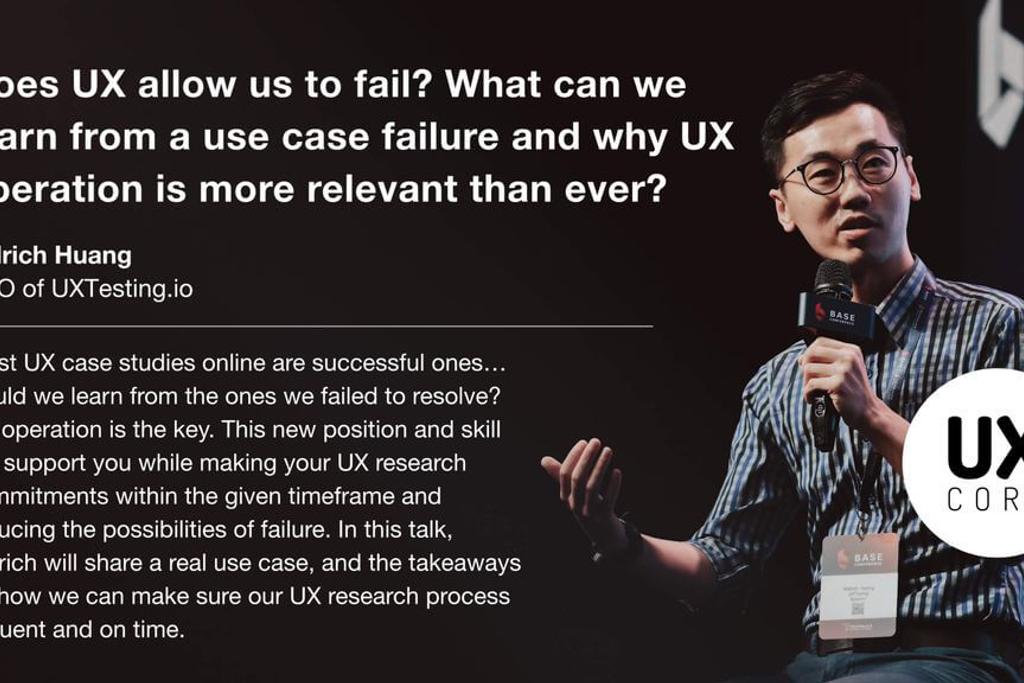 oes UX allow us to fail? What can we
arn from a use case failure and why UX
peration is more relevant than ever?
lrich Huang
O of UXTesting.io
st UX case studies online are successful ones…
uld we learn from the ones we failed to resolve?
operation is the key. This new position and skill
support you while making your UX research
mmitments within the given timeframe and
ucing the possibilities of failure. In this talk,
rich will share a real use case, and the takeaways
how we can make sure our UX research process
uent and on time.
BASE
CONFERENCE
UX
COR
BASE
CONFERENCE